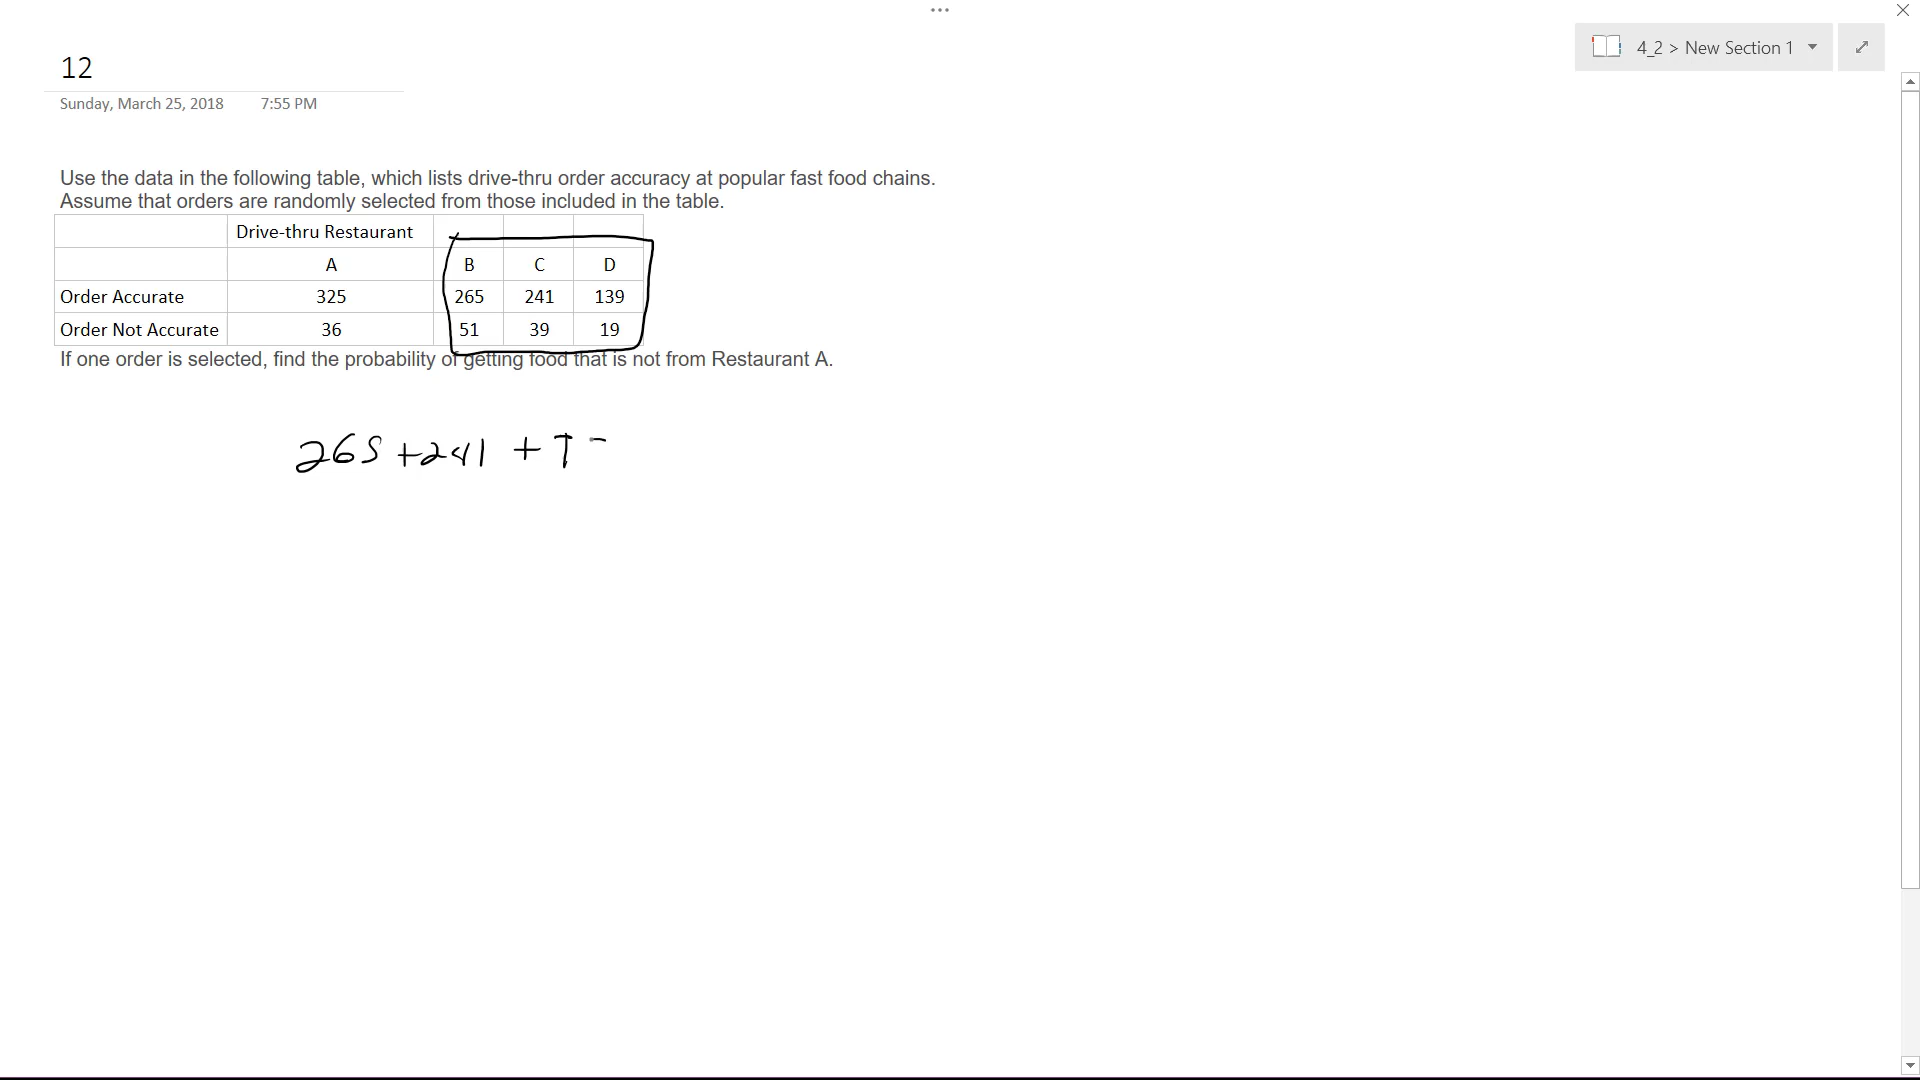 4_2 > New Section 1
12
Sunday, March 25, 2018 7:55 PM
Use the data in the following table, which lists drive-thru order accuracy at popular fast food chains.
Assume that orders are randomly selected from those included in the table.
Drive-thru Restaurant
A B C D
Order Accurate 325 265 241 139
Order Not Accurate 36 51 39 19
If one order is selected, find the probability of getting food that is not from Restaurant A.
265 + 241 +